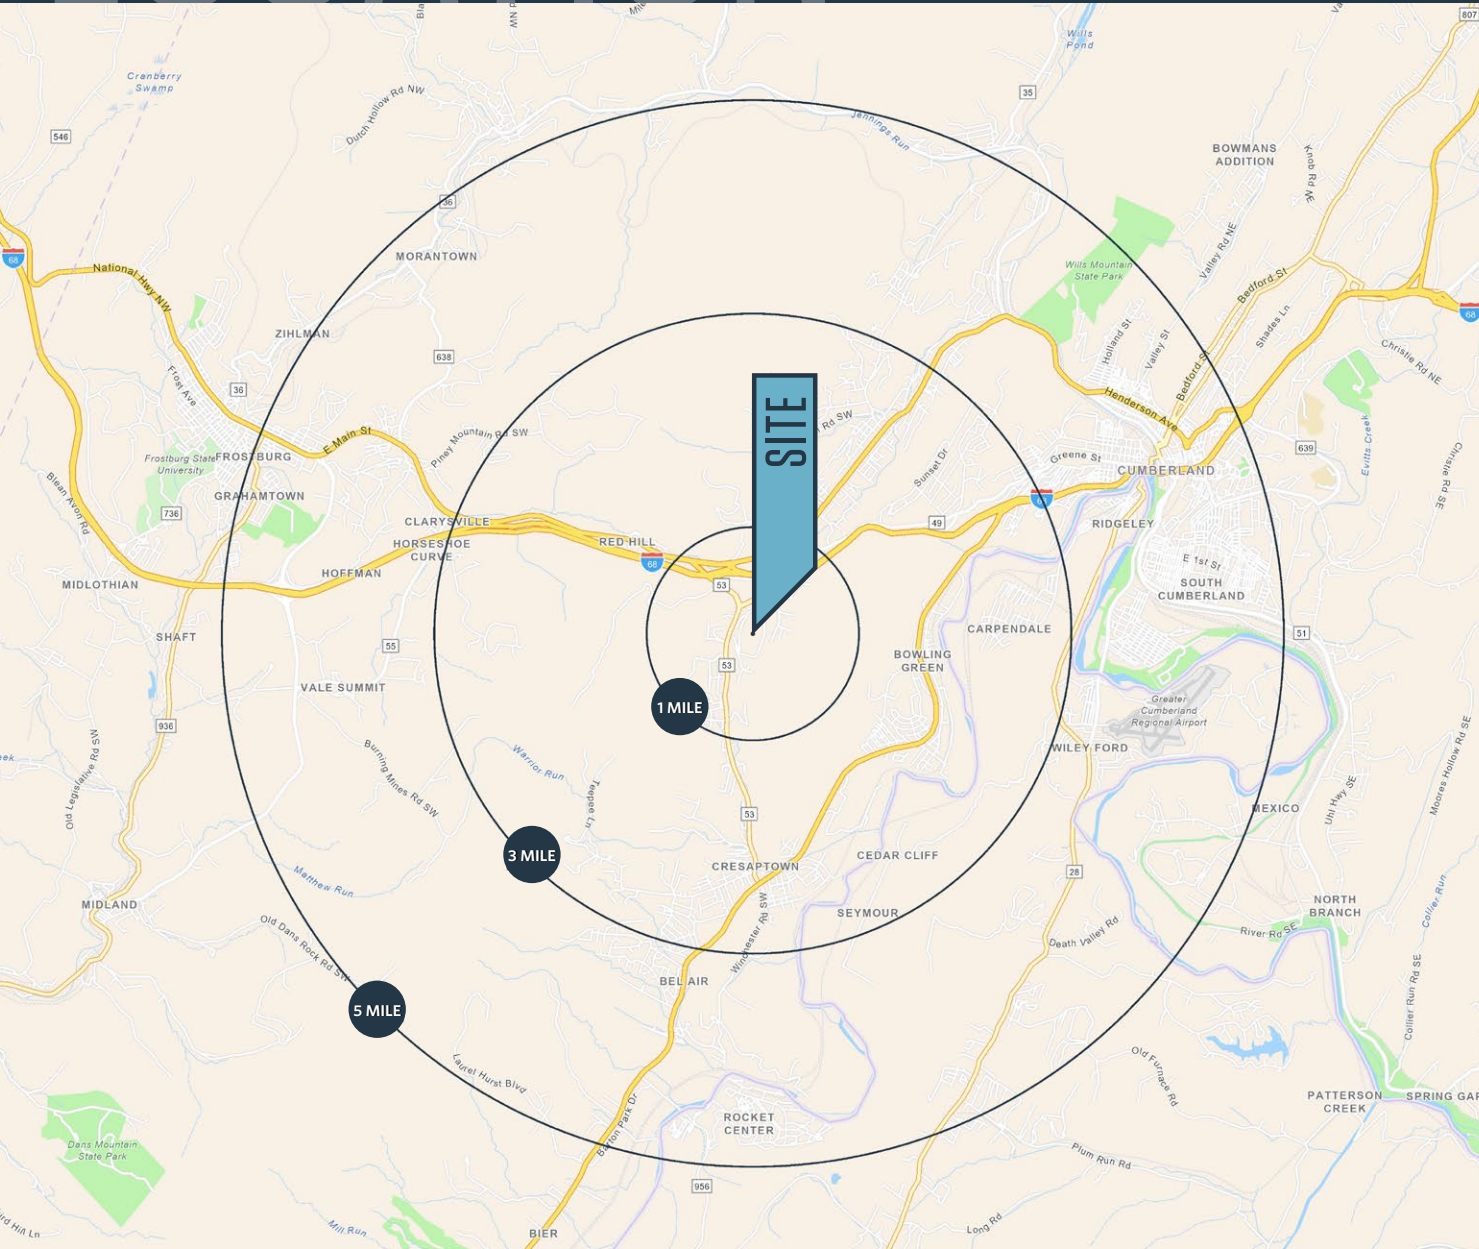 807
Wills
Pond
Cranberry
Swamp
Dutch Hollow Rd NW
35
Jennings Run
546
BOWMANS
ADDITION
Knob Rd NE
36
MORANTOWN
Valley Rd NE
68
National Hwy NW
Wills Mountain
State Park
Bedford St
68
ZIHLMAN
638
Holland St
Valley St
Shades Ln
Christie Rd NE
Frost Ave
36
Bedford St
Henderson Ave
SITE
Rd SW
E Main St
Piney Mountain Rd SW
Frostburg State
University
FROSTBURG
Sunset Dr
Greene St
CUMBERLAND
639
Evitts Creek
Christie Rd SE
Blean Avon Rd
GRAHAMTOWN
736
CLARYSVILLE
49
RIDGELEY
HORSESHOE
CURVE
RED HILL
68
E 1st St
MIDLOTHIAN
HOFFMAN
53
SOUTH
CUMBERLAND
SHAFT
55
CARPENDALE
51
53
BOWLING
GREEN
VALE SUMMIT
1 MILE
Greater
Cumberland
Regional Airport
936
Old Legislative Rd SW
Burning Mines Rd SW
Warrior Run
Teepee Ln
WILEY FORD
Moores Hollow Rd SE
Uhl Hwy SE
MEXICO
53
3 MILE
CRESAPTOWN
CEDAR CLIFF
28
Matthew Run
MIDLAND
SEYMOUR
NORTH
BRANCH
Collier Run
Old Dans Rock Rd SW
Winchester Rd SW
Death Valley Rd
River Rd SE
BEL AIR
5 MILE
Collier Run Rd SE
Laurel Hurst Blvd
Old Furnace Rd
PATTERSON
CREEK
SPRING GAP
Barton Park Dr
ROCKET
CENTER
Dans Mountain
State Park
Plum Run Rd
956
Mill Run
BIER
Long Rd